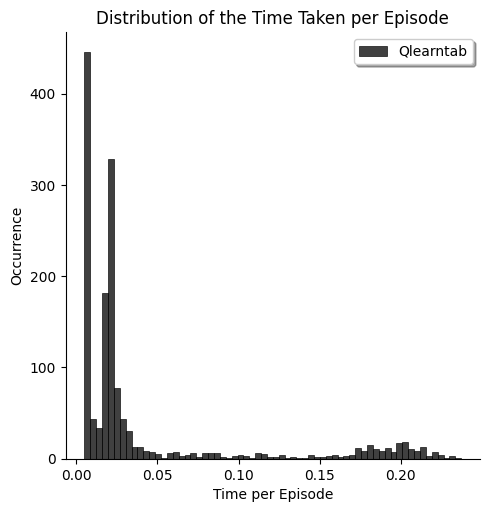 Distribution of the Time Taken per Episode
Qlearntab
400
300
200
100
0
Occurrence
0.00 0.05 0.10 0.15 0.20
Time per Episode